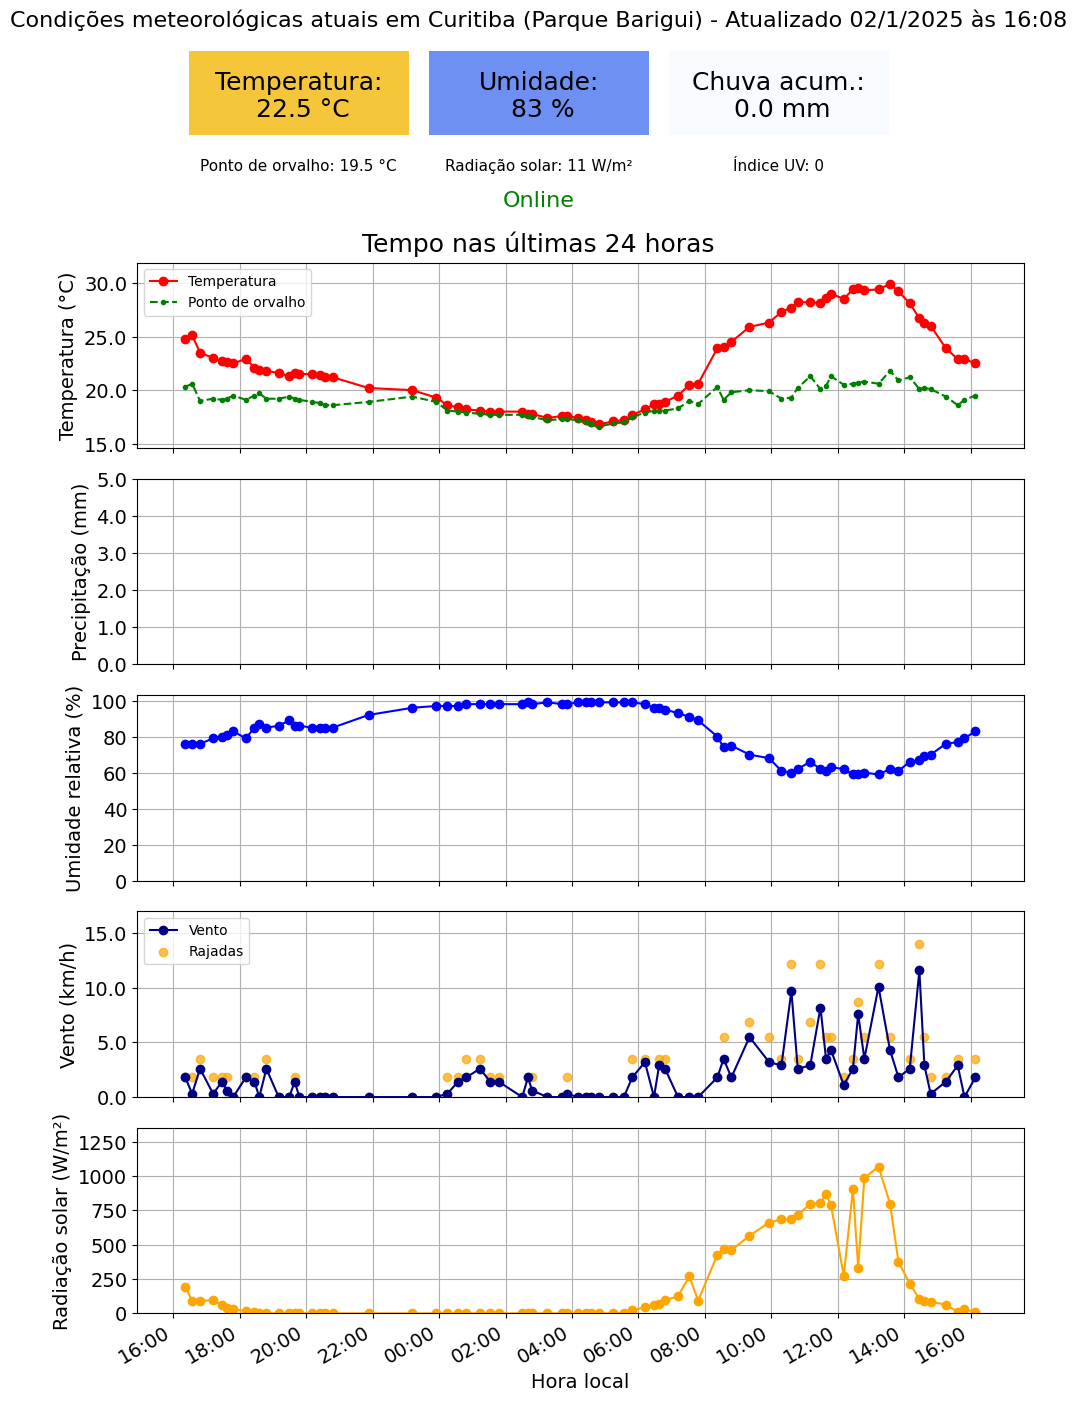 Condições meteorológicas atuais em Curitiba (Parque Barigui) - Atualizado 02/1/2025 às 16:08
Temperatura:
22.5 °C
Umidade:
83 %
Chuva acum.:
0.0 mm
Ponto de orvalho: 19.5 °C
Radiação solar: 11 W/m²
Índice UV: 0
Online
Tempo nas últimas 24 horas
Temperatura (°C)
30.0
25.0
20.0
15.0
Temperatura
Ponto de orvalho
Precipitação (mm)
5.0
4.0
3.0
2.0
1.0
0.0
Umidade relativa (%)
100
80
60
40
20
0
Vento (km/h)
15.0
10.0
5.0
0.0
Vento
Rajadas
Radiação solar (W/m²)
1250
1000
750
500
250
0
16:00
18:00
20:00
22:00
00:00
02:00
04:00
06:00
08:00
10:00
12:00
14:00
16:00
Hora local